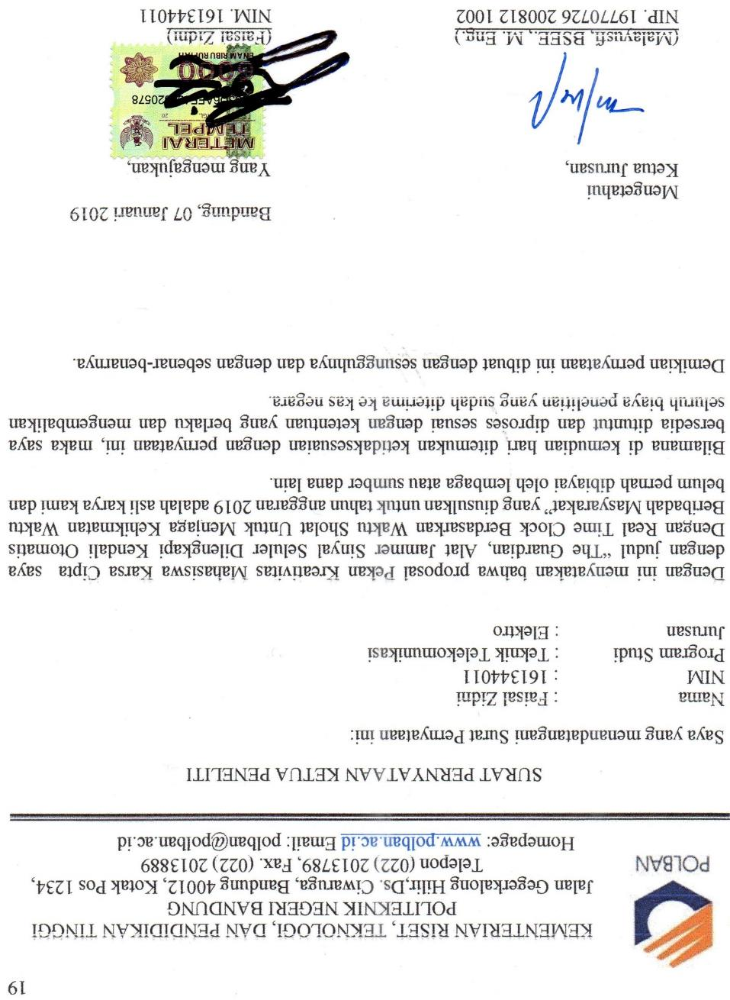 19
KEMENTERIAN RISET, TEKNOLOGI, DAN PENDIDIKAN TINGGI
POLITEKNIK NEGERI BANDUNG
Jalan Gegerkalong Hilir,Ds. Ciwaruga, Bandung 40012, Kotak Pos 1234,
Telepon (022) 2013789, Fax. (022) 2013889
Homepage: www.polban.ac.id Email: polban@polban.ac.id
POLBAN
SURAT PERNYATAAN KETUA PENELITI
Saya yang menandatangani Surat Pernyataan ini:
Nama : Faisal Zidni
NIM : 161344011
Program Studi : Teknik Telekomunikasi
Jurusan : Elektro
Dengan ini menyatakan bahwa proposal Pekan Kreativitas Mahasiswa Karsa Cipta saya
dengan judul “The Guardian, Alat Jammer Sinyal Seluler Dilengkapi Kendali Otomatis
Dengan Real Time Clock Berdasarkan Waktu Sholat Untuk Menjaga Kehikmatan Waktu
Beribadah Masyarakat” yang diusulkan untuk tahun anggaran 2019 adalah asli karya kami dan
belum pernah dibiayai oleh lembaga atau sumber dana lain.
Bilamana di kemudian hari ditemukan ketidaksesuaian dengan pernyataan ini, maka saya
bersedia dituntut dan diproses sesuai dengan ketentuan yang berlaku dan mengembalikan
seluruh biaya penelitian yang sudah diterima ke kas negara.
Demikian pernyataan ini dibuat dengan sesungguhnya dan dengan sebenar-benarnya.
Bandung, 07 Januari 2019
Mengetahui
Ketua Jurusan,
Yang mengajukan,
METERAI
TEMPEL
TGL. 20
6000
ENAM RIBU RUPIAH
(Malayusfi, BSEE., M. Eng.)
NIP. 19770726 200812 1002
(Faisal Zidni)
NIM. 161344011